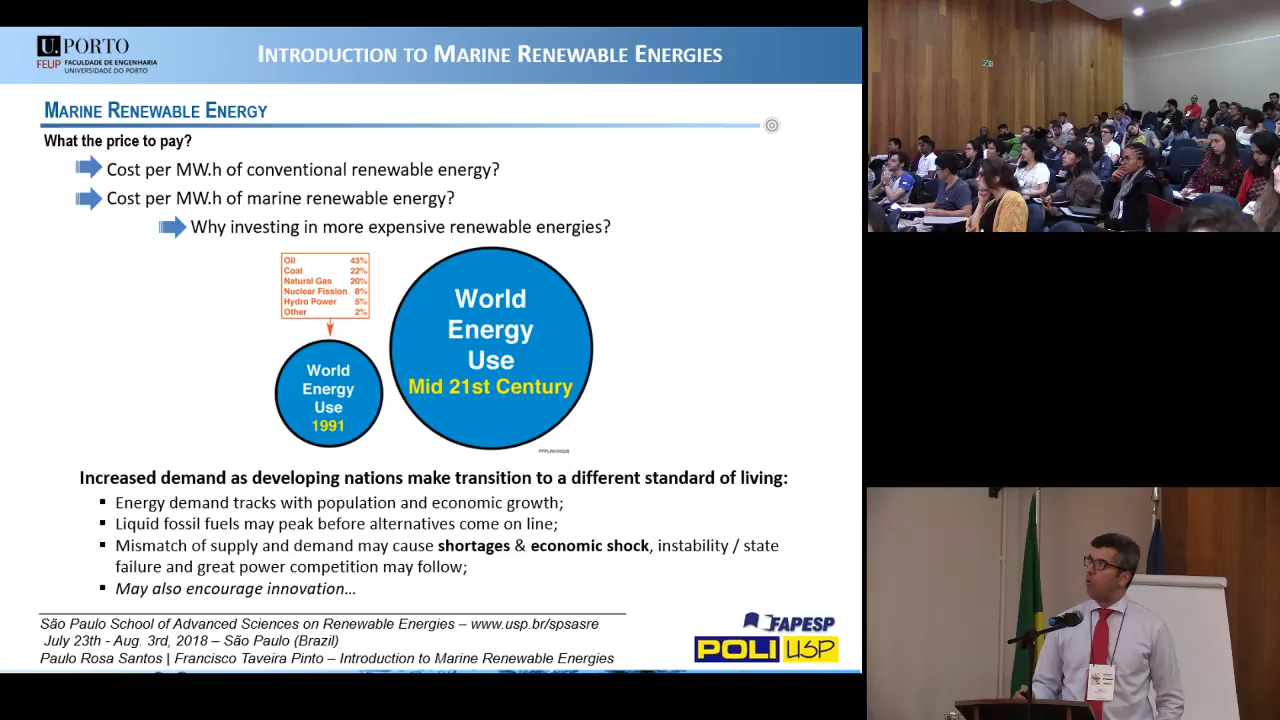 U.PORTO
FEUP FACULDADE DE ENGENHARIA
UNIVERSIDADE DO PORTO
INTRODUCTION TO MARINE RENEWABLE ENERGIES
MARINE RENEWABLE ENERGY
What the price to pay?
Cost per MW.h of conventional renewable energy?
Cost per MW.h of marine renewable energy?
Why investing in more expensive renewable energies?
Oil 43%
Coal 22%
Natural Gas 20%
Nuclear Fission 8%
Hydro Power 5%
Other 2%
World
Energy
Use
1991
World
Energy
Use
Mid 21st Century
Increased demand as developing nations make transition to a different standard of living:
▪ Energy demand tracks with population and economic growth;
▪ Liquid fossil fuels may peak before alternatives come on line;
▪ Mismatch of supply and demand may cause shortages & economic shock, instability / state
failure and great power competition may follow;
▪ May also encourage innovation…
São Paulo School of Advanced Sciences on Renewable Energies – www.usp.br/spsasre
July 23th - Aug. 3rd, 2018 – São Paulo (Brazil)
Paulo Rosa Santos | Francisco Taveira Pinto – Introduction to Marine Renewable Energies
FAPESP
POLI USP